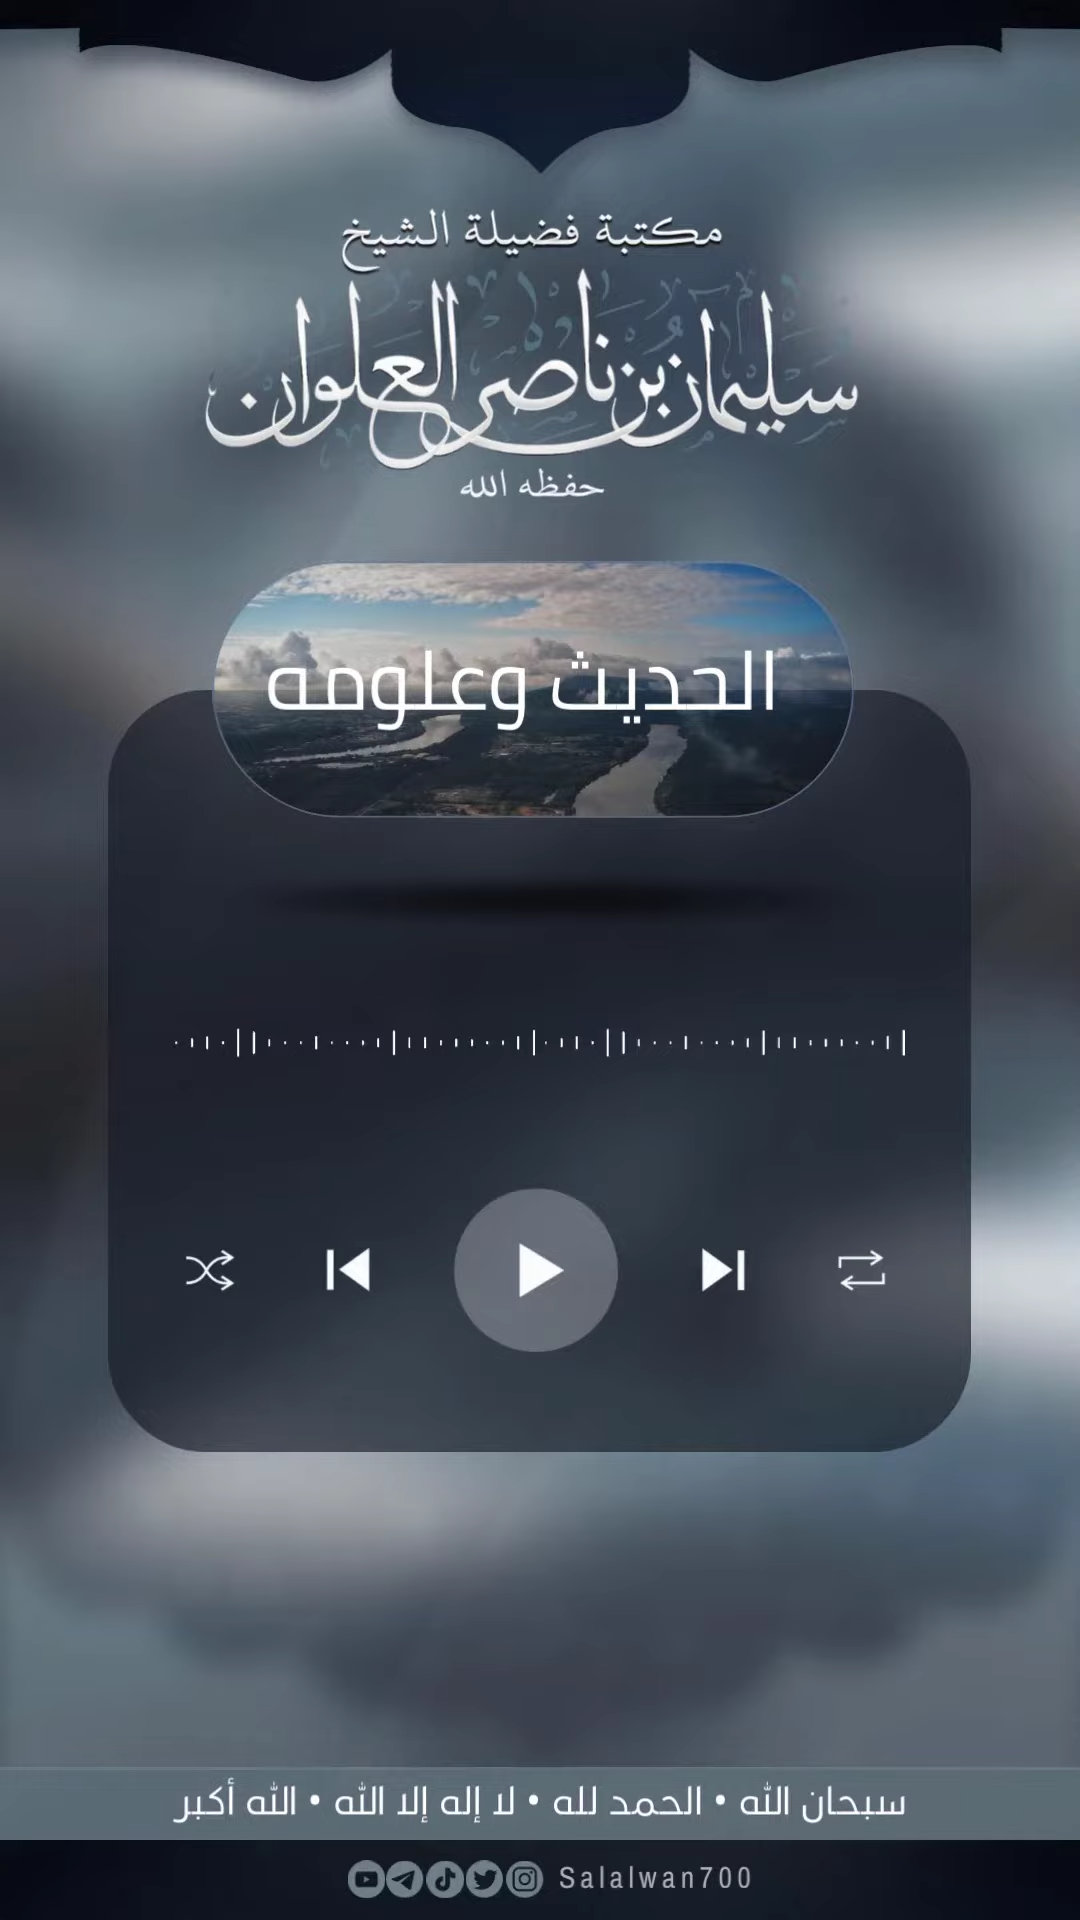 مكتبة فضيلة الشيخ
سليمان بن ناصر العلوان
حفظه الله
الحديث وعلومه
سبحان الله • الحمد لله • لا إله إلا الله • الله أكبر
Salalwan700